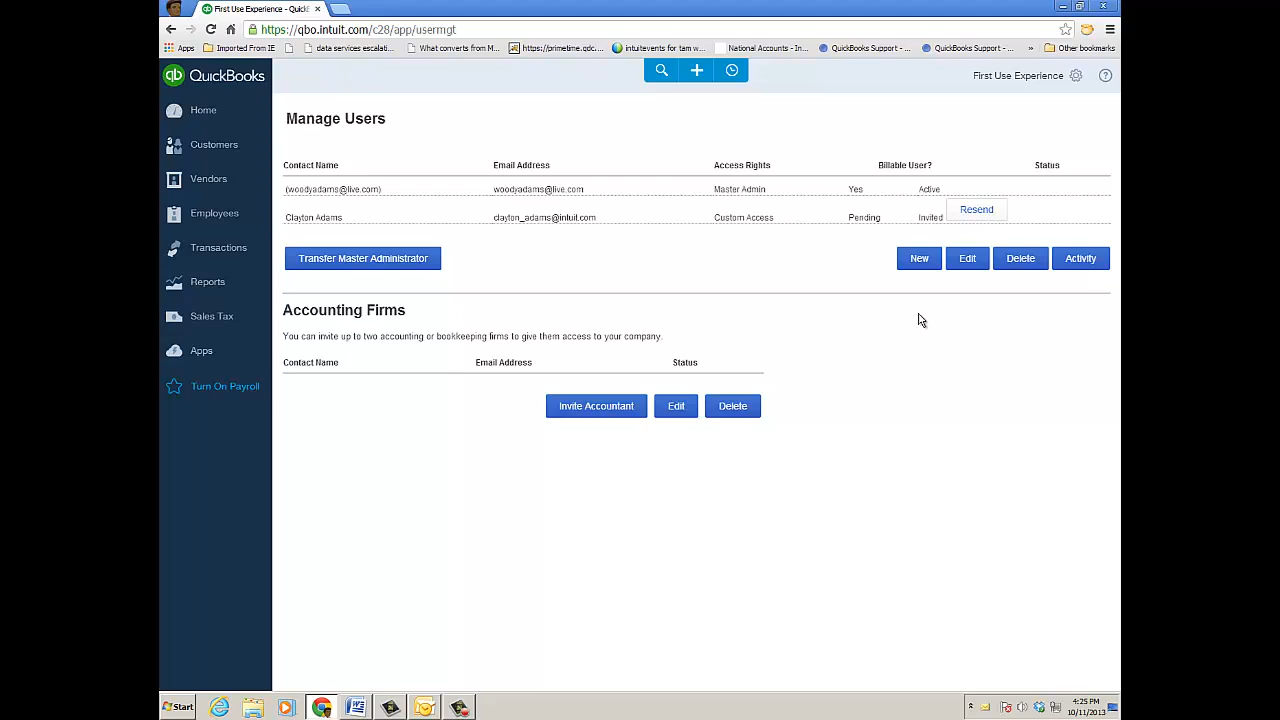 First Use Experience - Quick
https://qbo.intuit.com/c28/app/usermgt
Apps Imported From IE data services escalati... What converts from M... https://primetime.qdc... intuitevents for tam w... National Accounts - In... QuickBooks Support - ... QuickBooks Support - ... » Other bookmarks
qb QuickBooks
First Use Experience
Home
Customers
Vendors
Employees
Transactions
Reports
Sales Tax
Apps
Turn On Payroll
Manage Users
Contact Name Email Address Access Rights Billable User? Status
(woodyadams@live.com) woodyadams@live.com Master Admin Yes Active
Clayton Adams clayton_adams@intuit.com Custom Access Pending Invited Resend
Transfer Master Administrator New Edit Delete Activity
Accounting Firms
You can invite up to two accounting or bookkeeping firms to give them access to your company.
Contact Name Email Address Status
Invite Accountant Edit Delete
Start
4:25 PM
10/11/2013